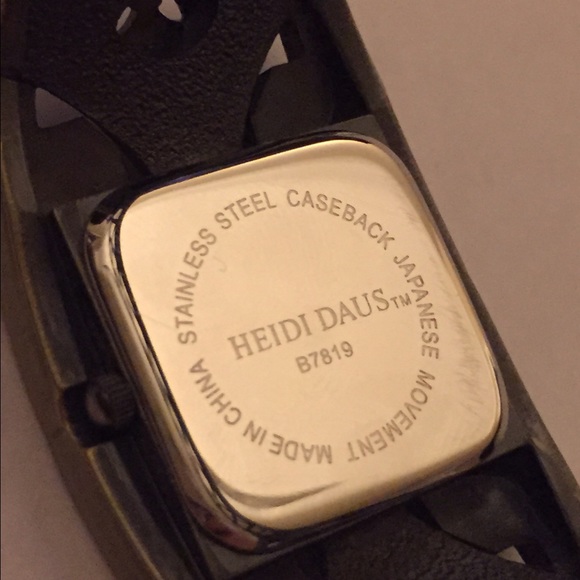 STAINLESS STEEL CASEBACK JAPANESE MOVEMENT MADE IN CHINA
HEIDI DAUS™
B7819